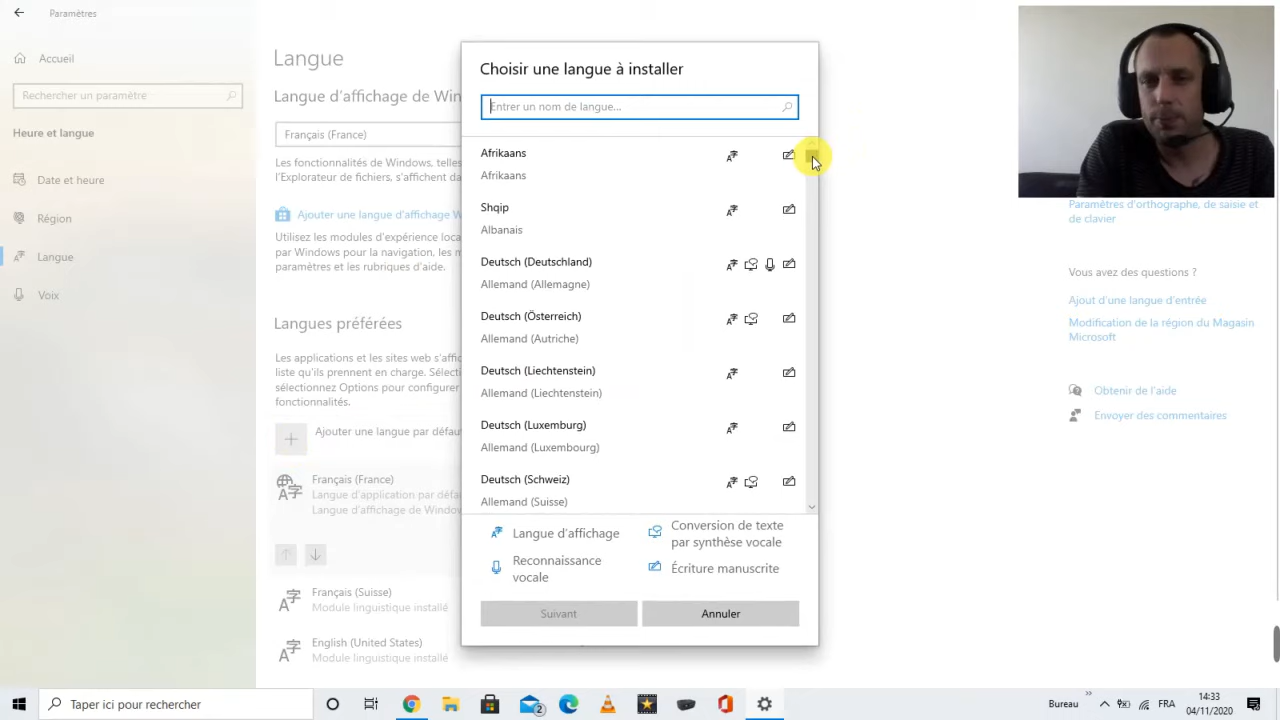 Paramètres
Accueil
Rechercher un paramètre
Heure et langue
Date et heure
Région
Langue
Voix
Langue
Langue d'affichage de Win
Français (France)
Les fonctionnalités de Windows, telles
l'Explorateur de fichiers, s'affichent da
Ajouter une langue d'affichage W
Utilisez les modules d'expérience loca
par Windows pour la navigation, les m
paramètres et les rubriques d'aide.
Langues préférées
Les applications et les sites web s'affic
liste qu'ils prennent en charge. Sélecti
sélectionnez Options pour configurer
fonctionnalités.
Ajouter une langue par défau
Français (France)
Langue d'application par défa
Langue d'affichage de Windo
Français (Suisse)
Module linguistique installé
English (United States)
Module linguistique installé
Choisir une langue à installer
Entrer un nom de langue...
Afrikaans
Afrikaans
Shqip
Albanais
Deutsch (Deutschland)
Allemand (Allemagne)
Deutsch (Österreich)
Allemand (Autriche)
Deutsch (Liechtenstein)
Allemand (Liechtenstein)
Deutsch (Luxemburg)
Allemand (Luxembourg)
Deutsch (Schweiz)
Allemand (Suisse)
Langue d'affichage
Conversion de texte
par synthèse vocale
Reconnaissance
vocale
Écriture manuscrite
Suivant
Annuler
Paramètres d'orthographe, de saisie et
de clavier
Vous avez des questions ?
Ajout d'une langue d'entrée
Modification de la région du Magasin
Microsoft
Obtenir de l'aide
Envoyer des commentaires
Taper ici pour rechercher
2
Bureau
FRA
14:33
04/11/2020